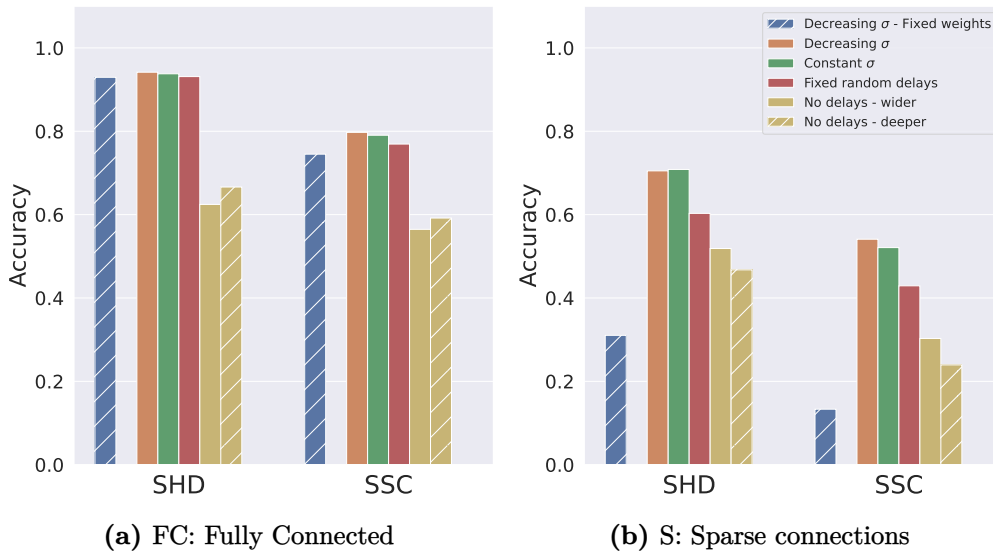 Accuracy
1.0
0.8
0.6
0.4
0.2
0.0
SHD
SSC
(a) FC: Fully Connected
Accuracy
1.0
0.8
0.6
0.4
0.2
0.0
Decreasing σ - Fixed weights
Decreasing σ
Constant σ
Fixed random delays
No delays - wider
No delays - deeper
SHD
SSC
(b) S: Sparse connections